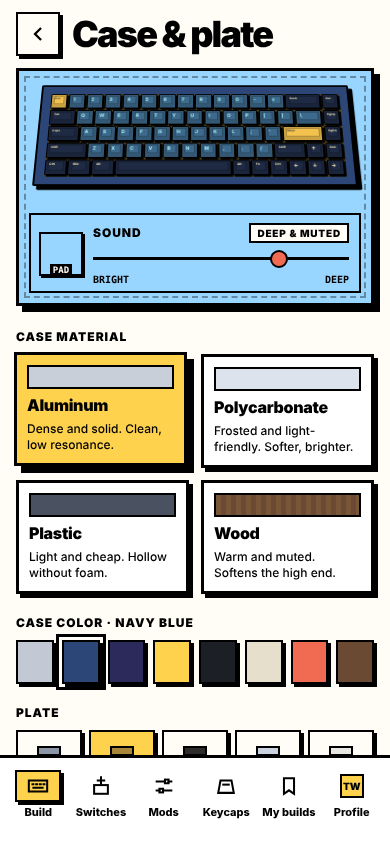 Case & plate
SOUND
DEEP & MUTED
PAD
BRIGHT
DEEP
CASE MATERIAL
Aluminum
Dense and solid. Clean,
low resonance.
Polycarbonate
Frosted and light-
friendly. Softer, brighter.
Plastic
Light and cheap. Hollow
without foam.
Wood
Warm and muted.
Softens the high end.
CASE COLOR · NAVY BLUE
PLATE
Build
Switches
Mods
Keycaps
My builds
TW
Profile